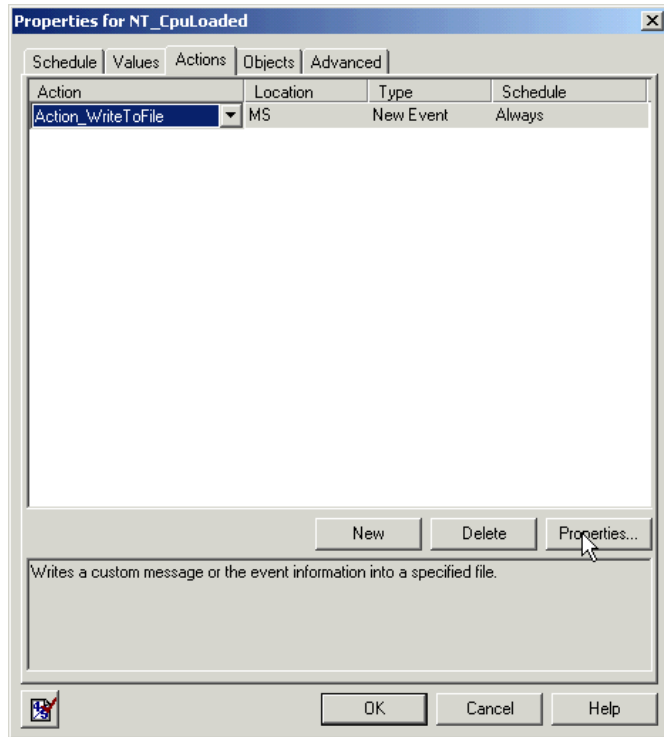 Properties for NT_CpuLoaded
Schedule Values Actions Objects Advanced
Action Location Type Schedule
Action_WriteToFile MS New Event Always
New Delete Properties...
Writes a custom message or the event information into a specified file.
OK Cancel Help